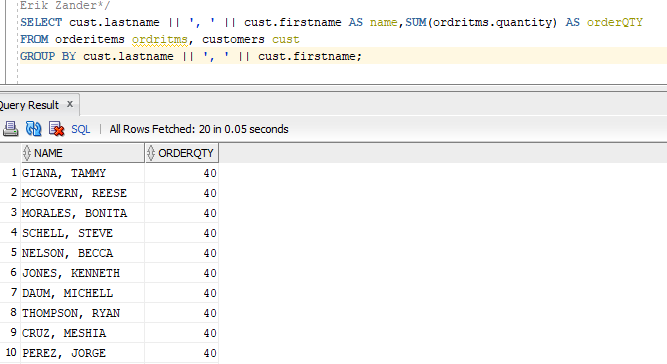 Erik Zander*/
SELECT cust.lastname || ', ' || cust.firstname AS name,SUM(ordritms.quantity) AS orderQTY
FROM orderitems ordritms, customers cust
GROUP BY cust.lastname || ', ' || cust.firstname;
Query Result x
SQL | All Rows Fetched: 20 in 0.05 seconds
NAME ORDERQTY
1 GIANA, TAMMY 40
2 MCGOVERN, REESE 40
3 MORALES, BONITA 40
4 SCHELL, STEVE 40
5 NELSON, BECCA 40
6 JONES, KENNETH 40
7 DAUM, MICHELL 40
8 THOMPSON, RYAN 40
9 CRUZ, MESHIA 40
10 PEREZ, JORGE 40